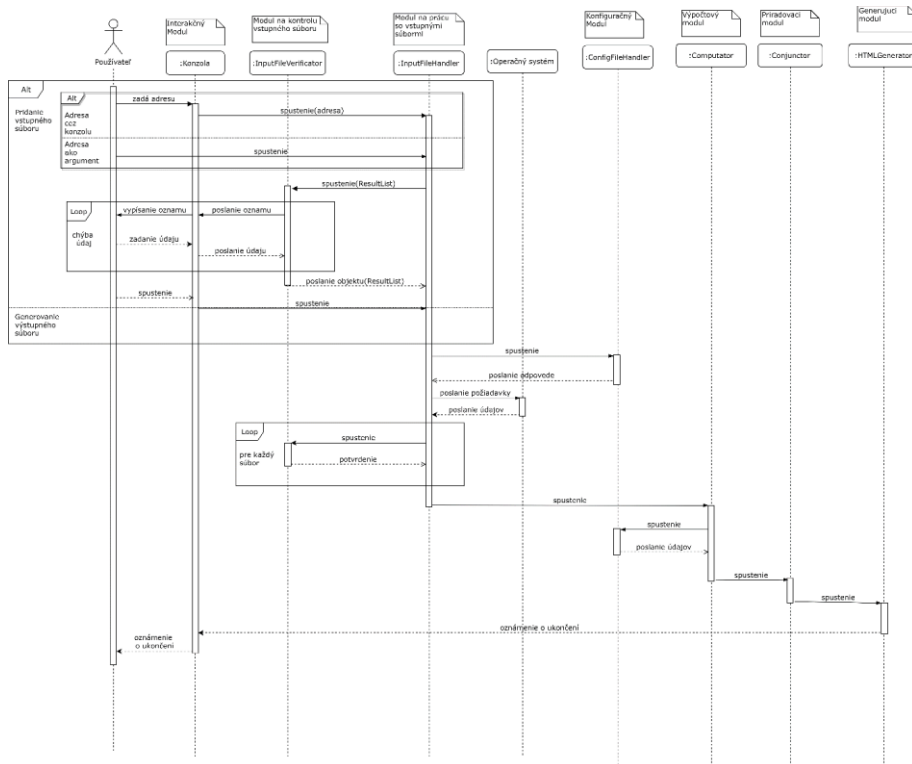 Interakčný
Modul
Modul na kontrolu
vstupného súboru
Modul na prácu
so vstupnými
súbormi
Konfiguračný
Modul
Výpočtový
modul
Priradovaci
modul
Generujuci
modul
Používateľ
:Konzola
:InputFileVerificator
:InputFileHandler
:Operačný systém
:ConfigFileHandler
:Computator
:Conjunctor
:HTMLGenerator
Alt
Pridanie
vstupného
súboru
Alt
Adresa
cez
konzolu
zadá adresu
spustenie(adresa)
Adresa
ako
argument
spustenie
spustenie(ResultList)
Loop
chýba
údaj
vypísanie oznamu
poslanie oznamu
zadanie údaju
poslanie údaju
poslanie objektu(ResultList)
spustenie
spustenie
Generovanie
výstupného
súboru
spustenie
poslanie odpovede
poslanie požiadavky
poslanie údajov
Loop
pre každý
súbor
spustenie
potvrdenie
spustenie
spustenie
poslanie údajov
spustenie
spustenie
oznámenie o ukončení
oznámenie
o ukončení